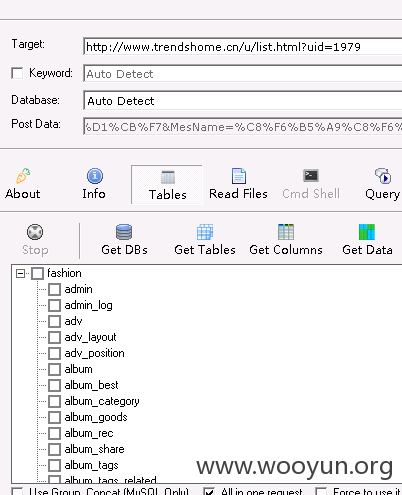 Target: http://www.trendshome.cn/u/list.html?uid=1979
Keyword: Auto Detect
Database: Auto Detect
Post Data: %D1%CB%F7&MesName=%C8%F6%B5%A9%C8%F6%
About Info Tables Read Files Cmd Shell Query
Stop Get DBs Get Tables Get Columns Get Data
fashion
admin
admin_log
adv
adv_layout
adv_position
album
album_best
album_category
album_goods
album_rec
album_share
album_tags
album_tags_related
www.wooyun.org
Use Group_Concat (MySQL Only) All in one request Force to use it